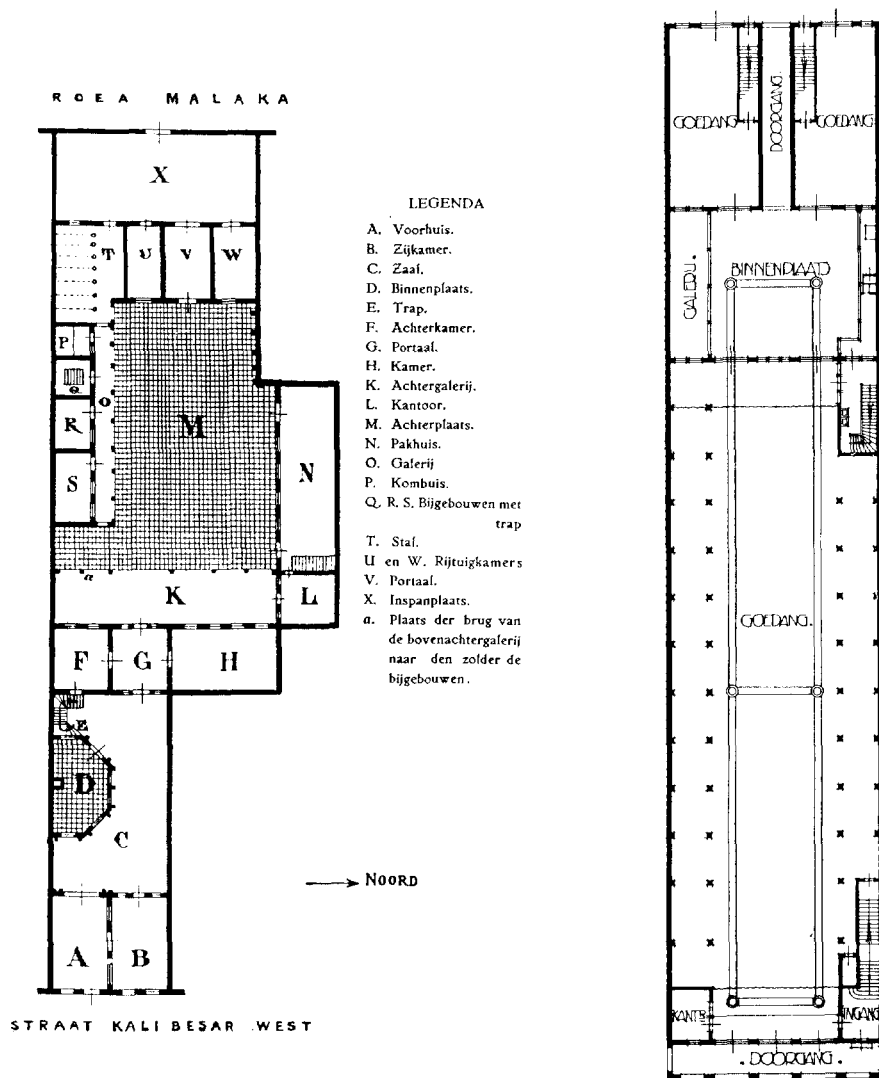 ROEA MALAKA
X
T U V W
P
Q
O
R
M
S
N
a
K
L
F G H
E
D
C
A B
STRAAT KALI BESAR WEST
LEGENDA
A. Voorhuis.
B. Zijkamer.
C. Zaal.
D. Binnenplaats.
E. Trap.
F. Achterkamer.
G. Portaal.
H. Kamer.
K. Achtergalerij.
L. Kantoor.
M. Achterplaats.
N. Pakhuis.
O. Galerij
P. Kombuis.
Q. R. S. Bijgebouwen met
trap
T. Stal.
U en W. Rijtuigkamers
V. Portaal.
X. Inspanplaats.
a. Plaats der brug van
de bovenachtergalerij
naar den zolder de
bijgebouwen.
NOORD
GOEDANG
DOORGANG.
GOEDANG
GALERIJ.
BINNENPLAATS
GOEDANG.
KANTR
INGANG
. DOORGANG .